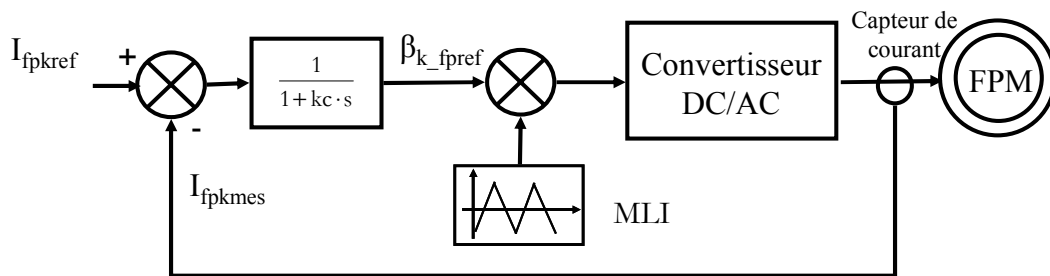 Capteur de
courant
I_fpkref
+
-
1
1+kc·s
β_k_fpref
Convertisseur
DC/AC
FPM
I_fpkmes
MLI